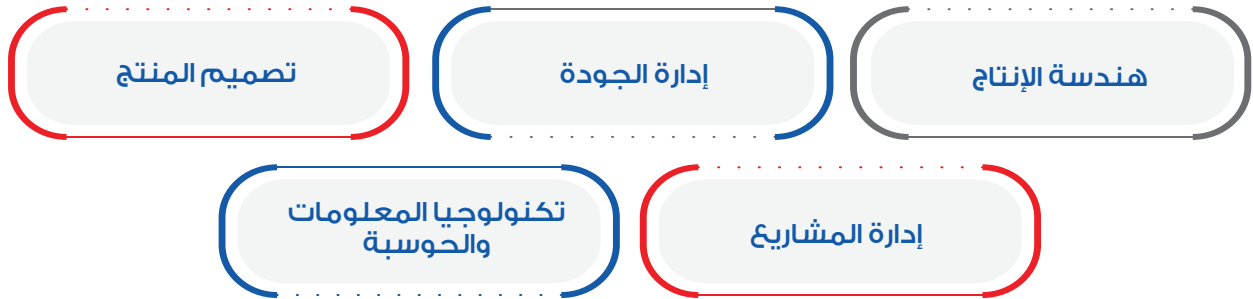 هندسة الإنتاج
إدارة الجودة
تصميم المنتج
إدارة المشاريع
تكنولوجيا المعلومات
والحوسبة